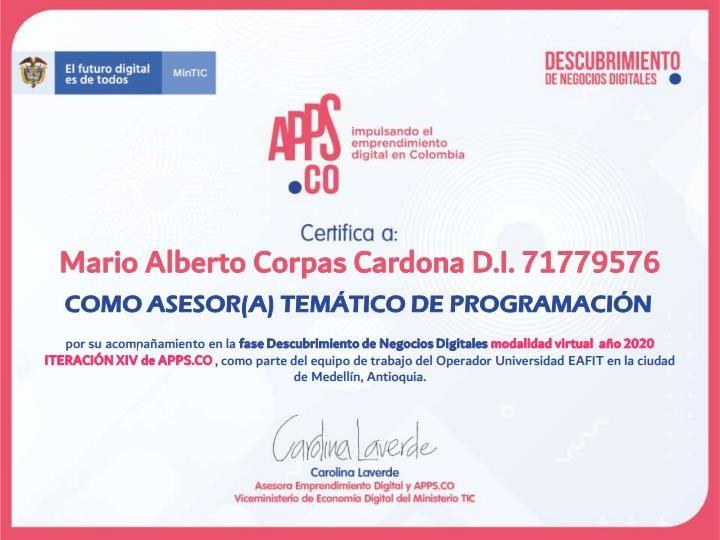 El futuro digital
es de todos
MinTIC
DESCUBRIMIENTO
DE NEGOCIOS DIGITALES
APPS
.CO
impulsando el
emprendimiento
digital en Colombia
Certifica a:
Mario Alberto Corpas Cardona D.I. 71779576
COMO ASESOR(A) TEMÁTICO DE PROGRAMACIÓN
por su acompañamiento en la fase Descubrimiento de Negocios Digitales modalidad virtual año 2020
ITERACIÓN XIV de APPS.CO , como parte del equipo de trabajo del Operador Universidad EAFIT en la ciudad
de Medellín, Antioquia.
Carolina Laverde
Carolina Laverde
Asesora Emprendimiento Digital y APPS.CO
Viceministerio de Economía Digital del Ministerio TIC